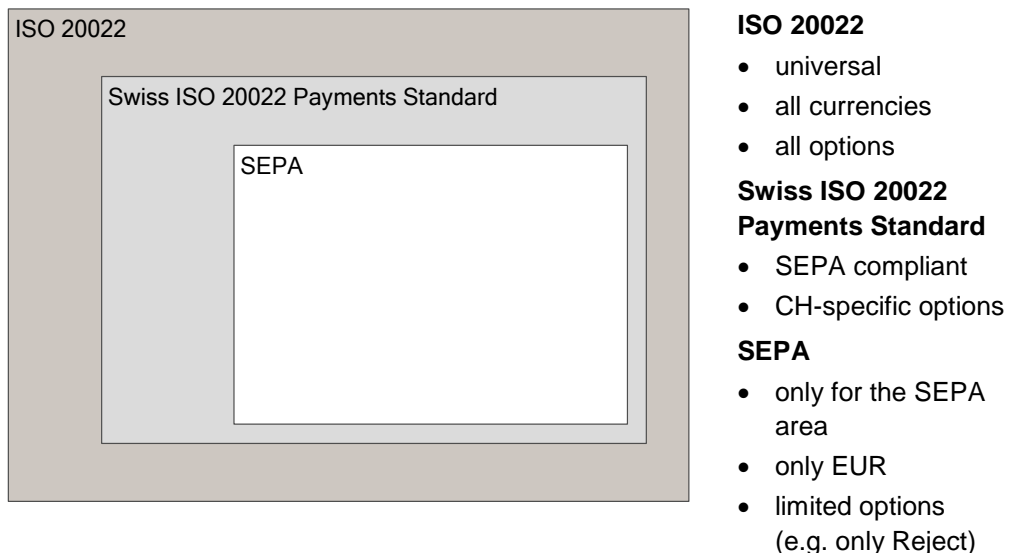 ISO 20022
Swiss ISO 20022 Payments Standard
SEPA
ISO 20022
• universal
• all currencies
• all options
Swiss ISO 20022
Payments Standard
• SEPA compliant
• CH-specific options
SEPA
• only for the SEPA
area
• only EUR
• limited options
(e.g. only Reject)